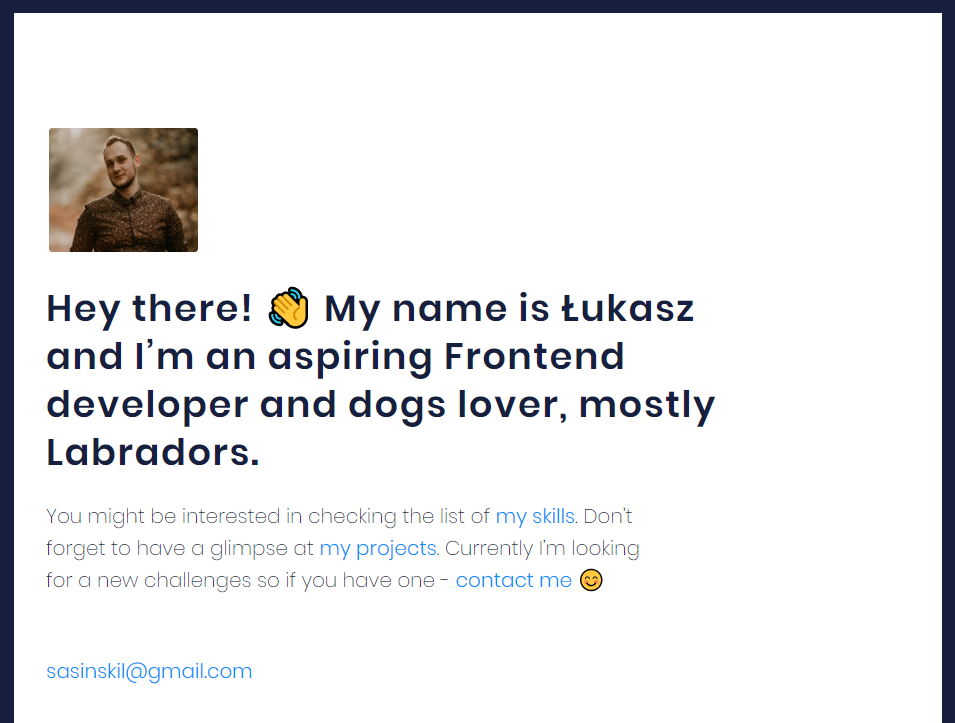 Hey there! 👋 My name is Łukasz
and I'm an aspiring Frontend
developer and dogs lover, mostly
Labradors.
You might be interested in checking the list of my skills. Don't
forget to have a glimpse at my projects. Currently I'm looking
for a new challenges so if you have one - contact me 😊
sasinskil@gmail.com